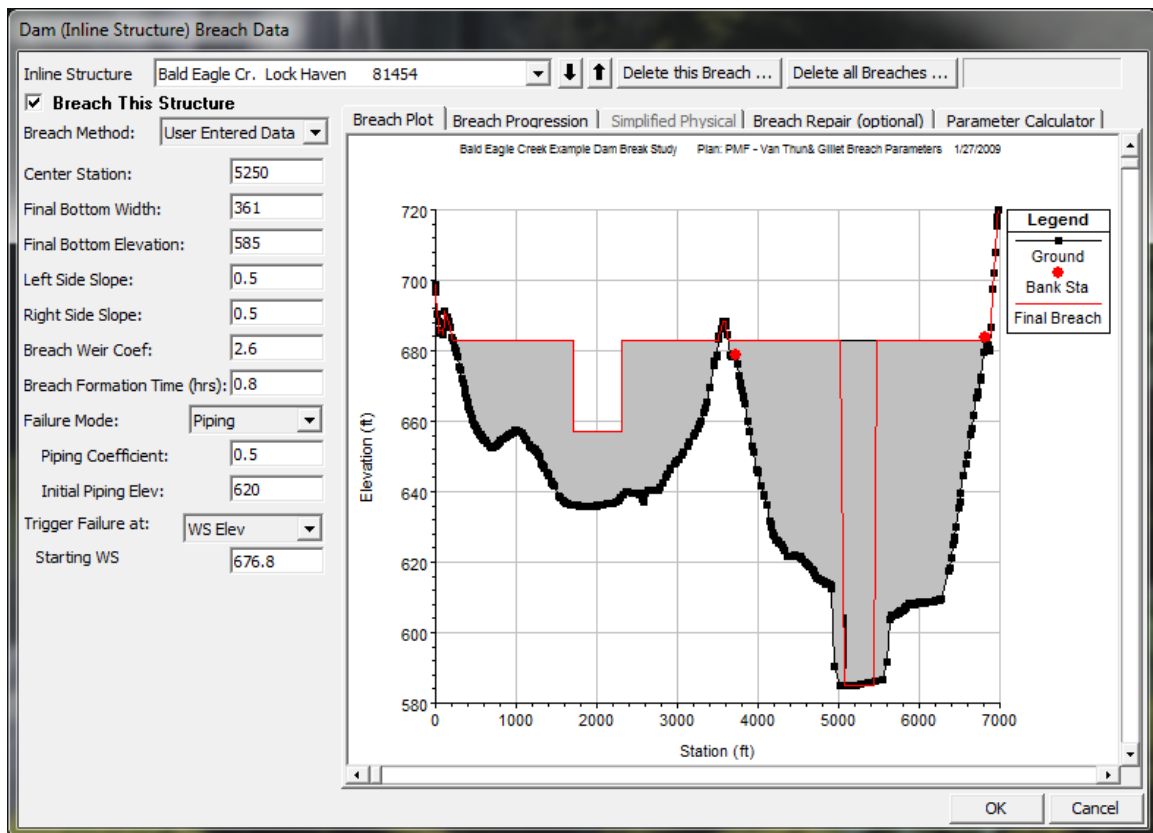 Dam (Inline Structure) Breach Data
Inline Structure Bald Eagle Cr. Lock Haven 81454 Delete this Breach ... Delete all Breaches ...
Breach This Structure
Breach Method: User Entered Data
Center Station: 5250
Final Bottom Width: 361
Final Bottom Elevation: 585
Left Side Slope: 0.5
Right Side Slope: 0.5
Breach Weir Coef: 2.6
Breach Formation Time (hrs): 0.8
Failure Mode: Piping
Piping Coefficient: 0.5
Initial Piping Elev: 620
Trigger Failure at: WS Elev
Starting WS 676.8
Breach Plot Breach Progression Simplified Physical Breach Repair (optional) Parameter Calculator
Bald Eagle Creek Example Dam Break Study Plan: PMF - Van Thun& Gillet Breach Parameters 1/27/2009
720
700
680
660
640
620
600
580
Elevation (ft)
0 1000 2000 3000 4000 5000 6000 7000
Station (ft)
Legend
Ground
Bank Sta
Final Breach
OK Cancel